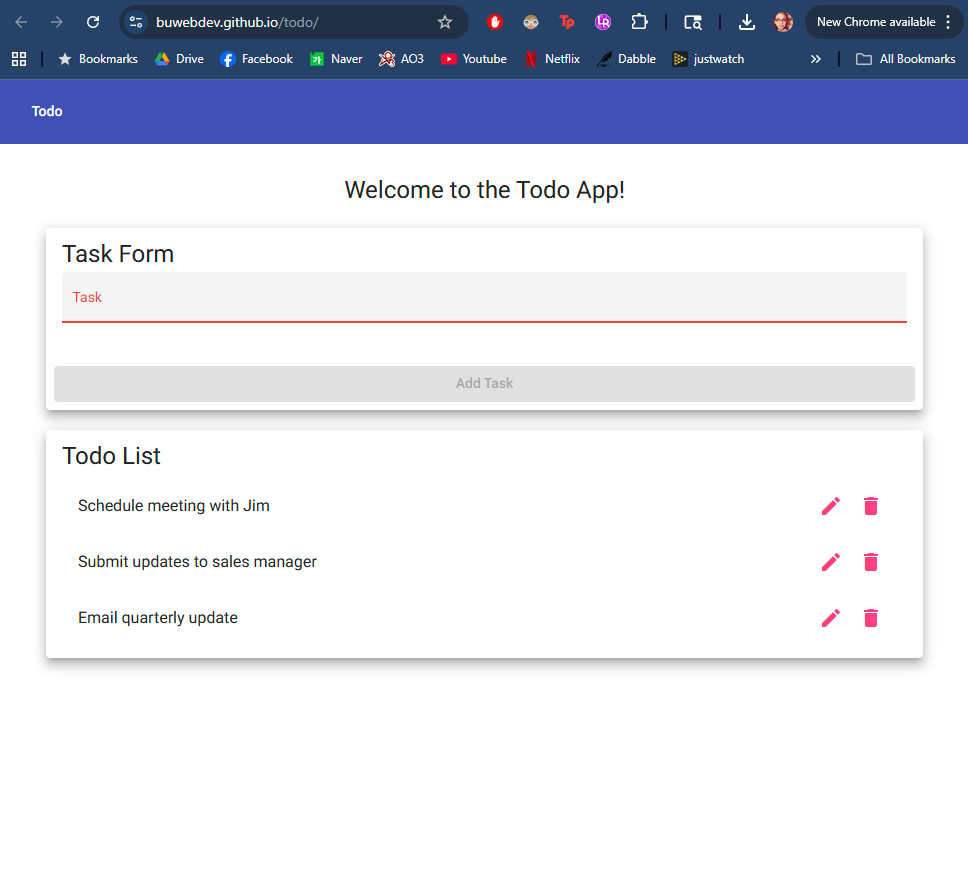 buwebdev.github.io/todo/
New Chrome available
Bookmarks Drive Facebook Naver AO3 Youtube Netflix Dabble justwatch » All Bookmarks
Todo
Welcome to the Todo App!
Task Form
Task
Add Task
Todo List
Schedule meeting with Jim
Submit updates to sales manager
Email quarterly update